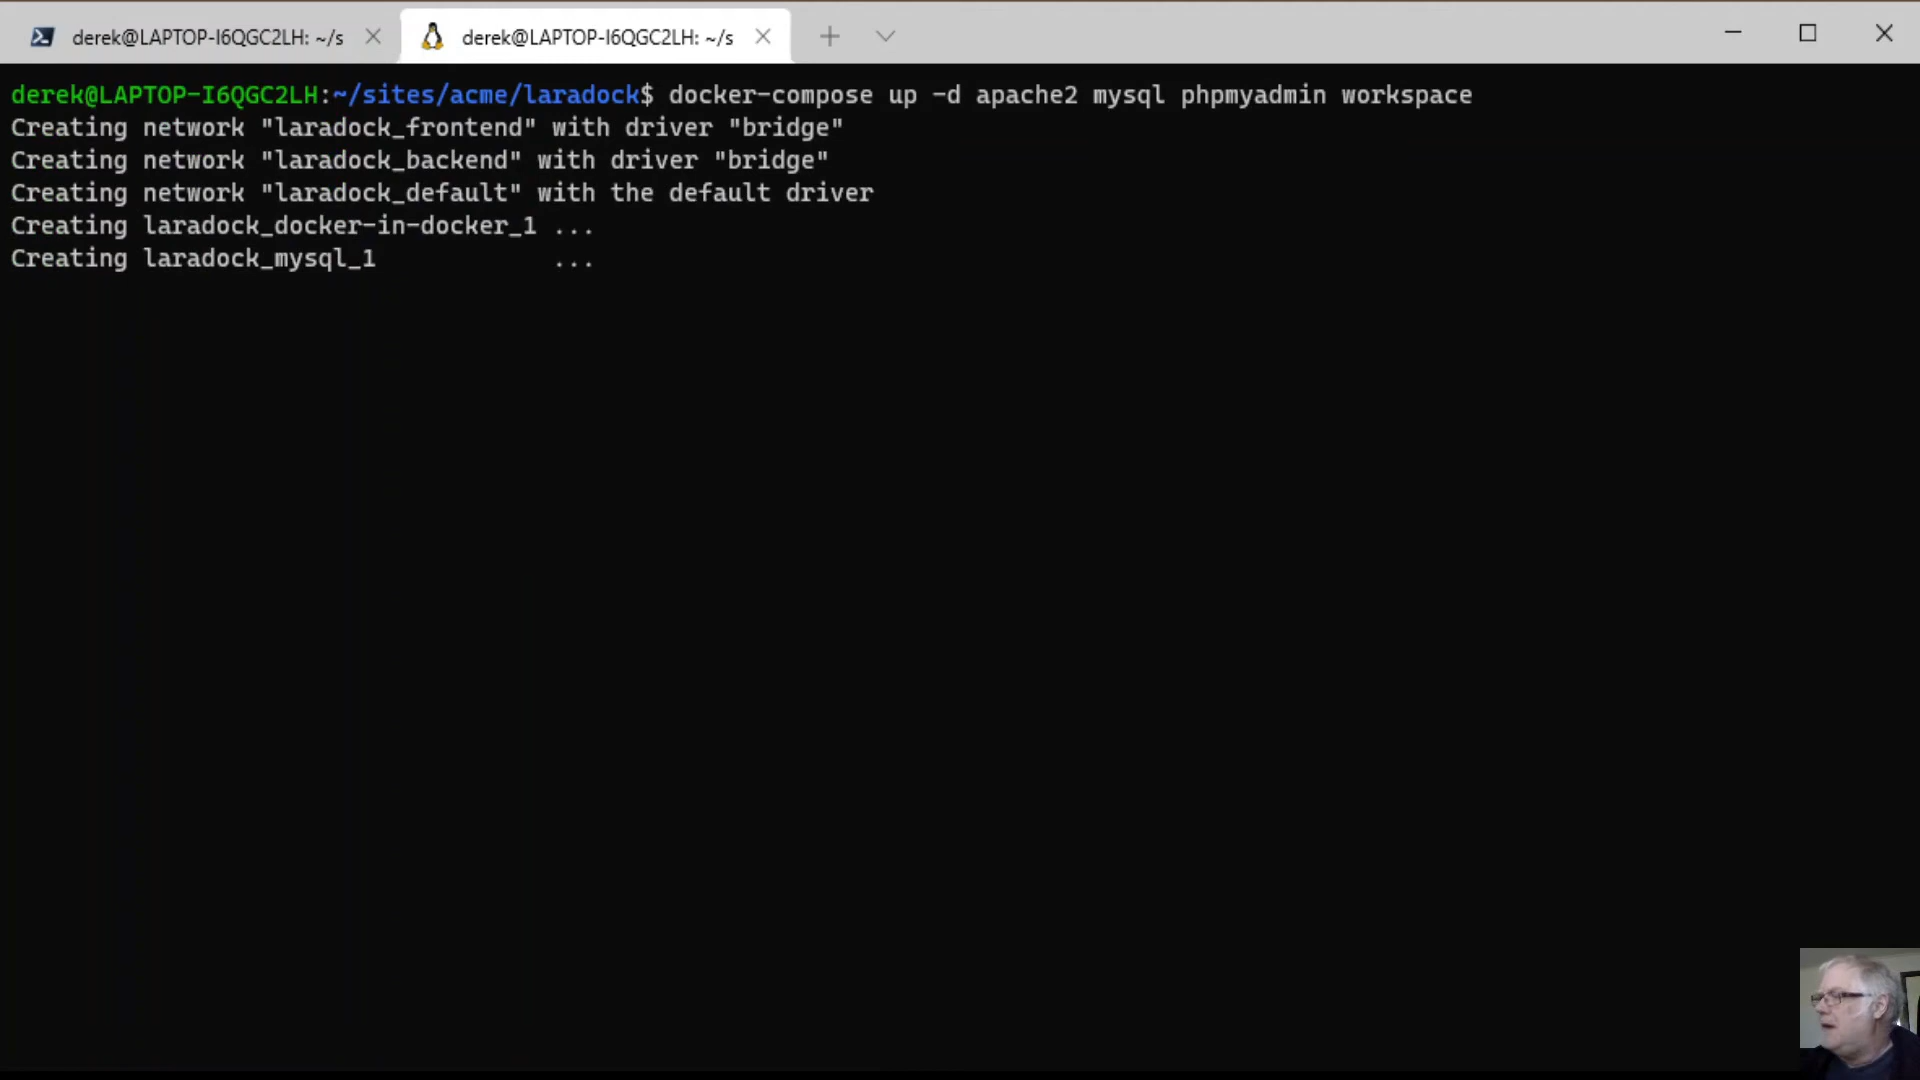 derek@LAPTOP-I6QGC2LH: ~/s
derek@LAPTOP-I6QGC2LH: ~/s
derek@LAPTOP-I6QGC2LH:~/sites/acme/laradock$ docker-compose up -d apache2 mysql phpmyadmin workspace
Creating network "laradock_frontend" with driver "bridge"
Creating network "laradock_backend" with driver "bridge"
Creating network "laradock_default" with the default driver
Creating laradock_docker-in-docker_1 ...
Creating laradock_mysql_1            ...